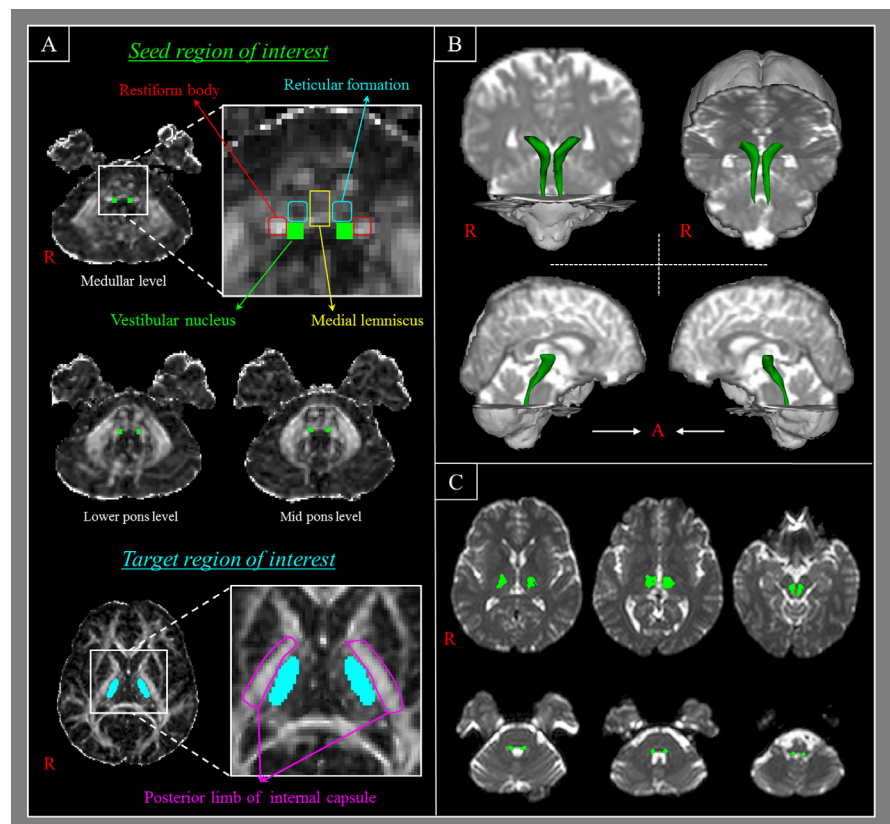 A
Seed region of interest
Restiform body
Reticular formation
R
Medullar level
Vestibular nucleus
Medial lemniscus
Lower pons level
Mid pons level
Target region of interest
R
Posterior limb of internal capsule
B
R
R
A
C
R